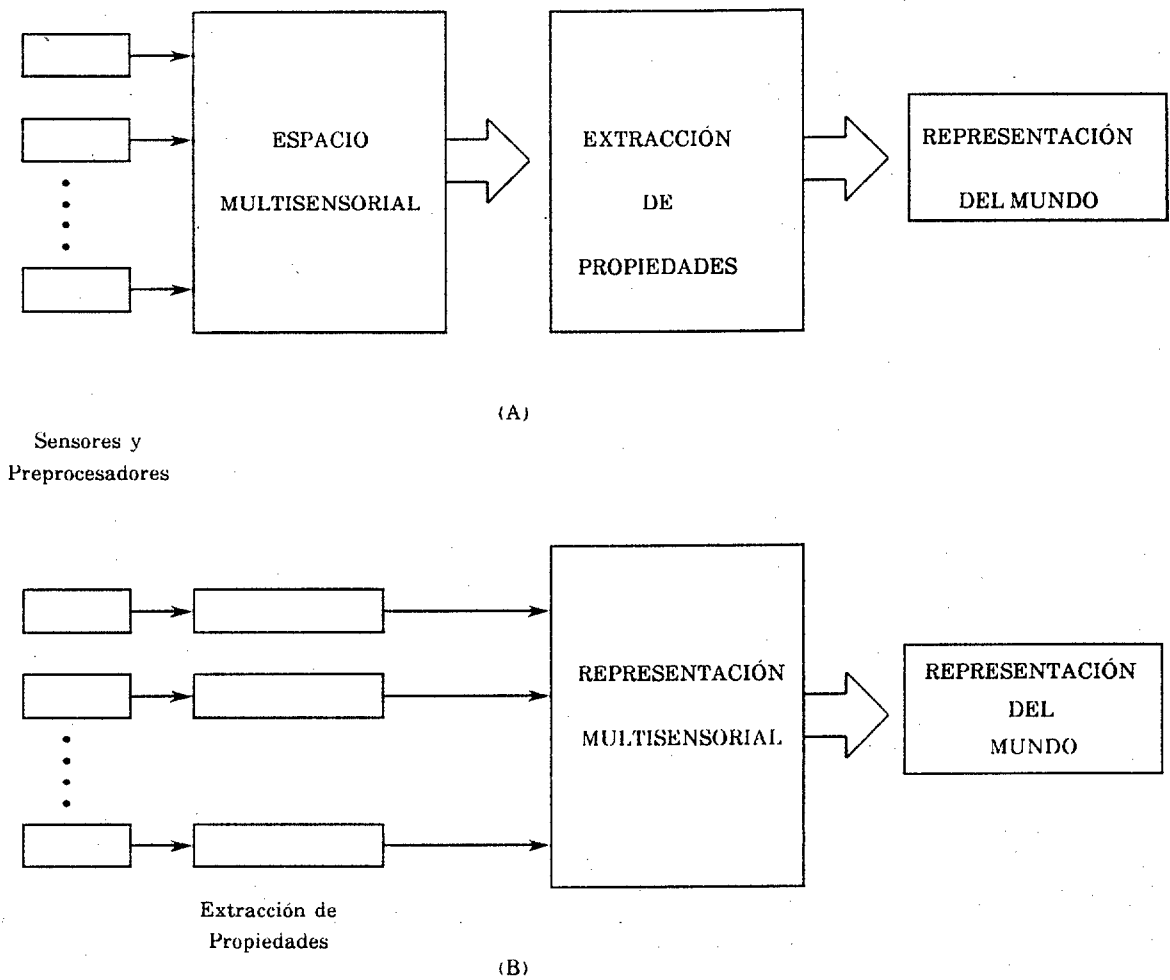 ESPACIO
MULTISENSORIAL
EXTRACCIÓN
DE
PROPIEDADES
REPRESENTACIÓN
DEL MUNDO
(A)
Sensores y
Preprocesadores
REPRESENTACIÓN
MULTISENSORIAL
REPRESENTACIÓN
DEL
MUNDO
Extracción de
Propiedades
(B)